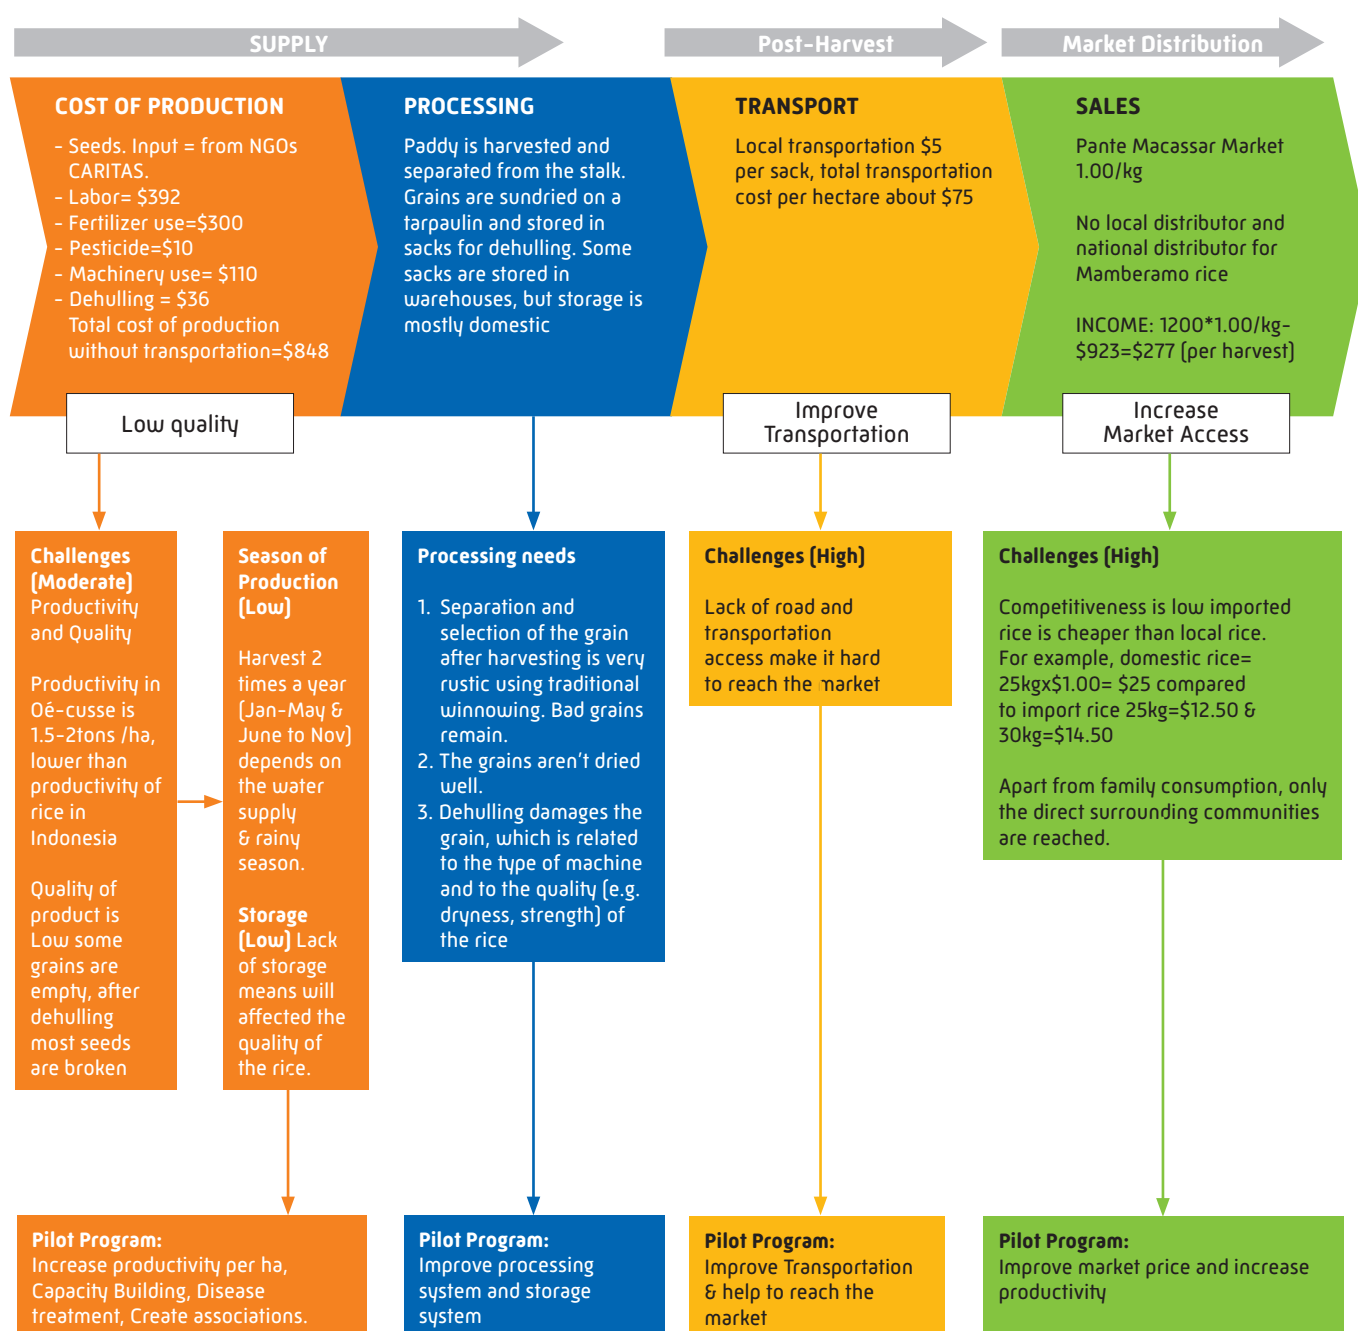 SUPPLY
Post-Harvest
Market Distribution
COST OF PRODUCTION
- Seeds. Input = from NGOs
CARITAS.
- Labor= $392
- Fertilizer use=$300
- Pesticide=$10
- Machinery use= $110
- Dehulling = $36
Total cost of production
without transportation=$848
PROCESSING
Paddy is harvested and
separated from the stalk.
Grains are sundried on a
tarpaulin and stored in
sacks for dehulling. Some
sacks are stored in
warehouses, but storage is
mostly domestic
TRANSPORT
Local transportation $5
per sack, total transportation
cost per hectare about $75
SALES
Pante Macassar Market
1.00/kg
No local distributor and
national distributor for
Mamberamo rice
INCOME: 1200*1.00/kg-
$923=$277 (per harvest)
Low quality
Improve
Transportation
Increase
Market Access
Challenges
(Moderate)
Productivity
and Quality
Productivity in
Oé-cusse is
1.5-2tons /ha,
lower than
productivity of
rice in
Indonesia
Quality of
product is
Low some
grains are
empty, after
dehulling
most seeds
are broken
Season of
Production
(Low)
Harvest 2
times a year
(Jan-May &
June to Nov)
depends on
the water
supply
& rainy
season.
Storage
(Low) Lack
of storage
means will
affected the
quality of
the rice.
Processing needs
1. Separation and
selection of the grain
after harvesting is very
rustic using traditional
winnowing. Bad grains
remain.
2. The grains aren't dried
well.
3. Dehulling damages the
grain, which is related
to the type of machine
and to the quality (e.g.
dryness, strength) of
the rice
Challenges (High)
Lack of road and
transportation
access make it hard
to reach the market
Challenges (High)
Competitiveness is low imported
rice is cheaper than local rice.
For example, domestic rice=
25kgx$1.00= $25 compared
to import rice 25kg=$12.50 &
30kg=$14.50
Apart from family consumption, only
the direct surrounding communities
are reached.
Pilot Program:
Increase productivity per ha,
Capacity Building, Disease
treatment, Create associations.
Pilot Program:
Improve processing
system and storage
system
Pilot Program:
Improve Transportation
& help to reach the
market
Pilot Program:
Improve market price and increase
productivity